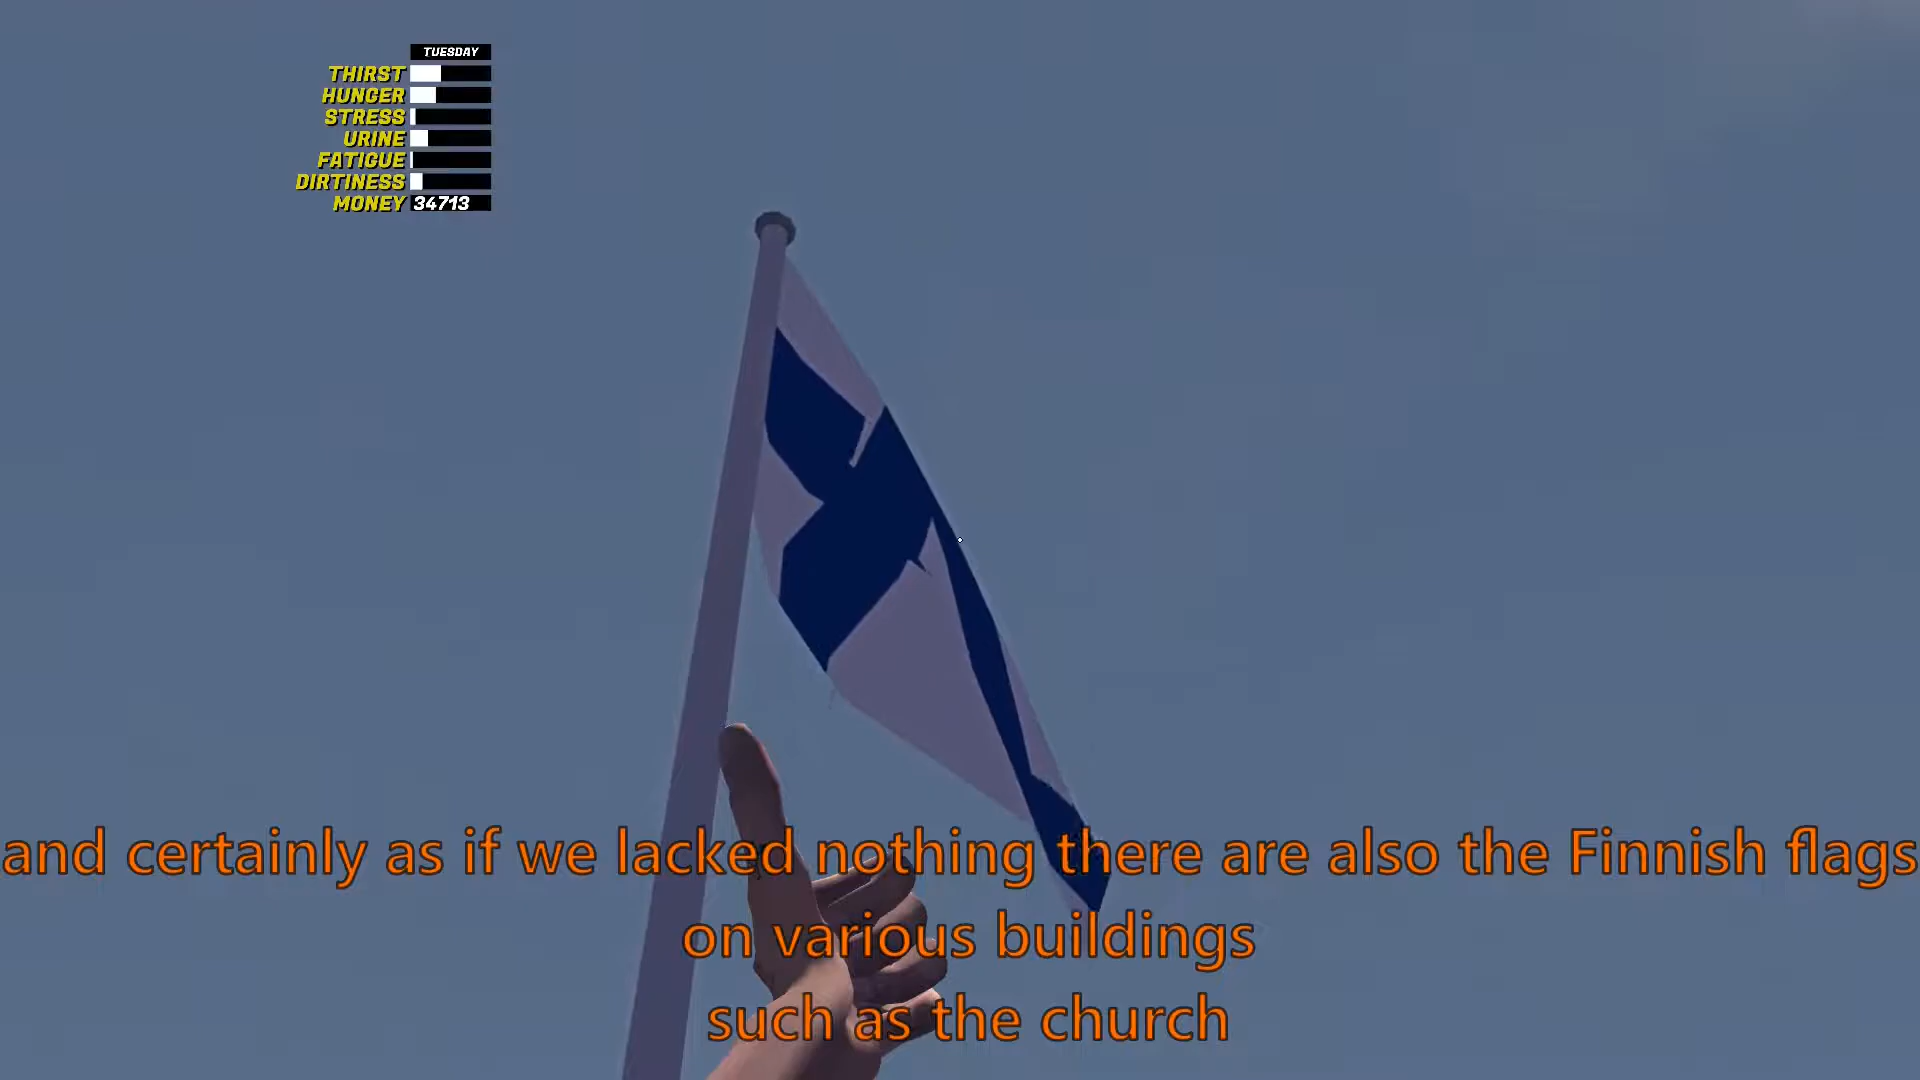 TUESDAY
THIRST
HUNGER
STRESS
URINE
FATIGUE
DIRTINESS
MONEY 34713
and certainly as if we lacked nothing there are also the Finnish flags
on various buildings
such as the church